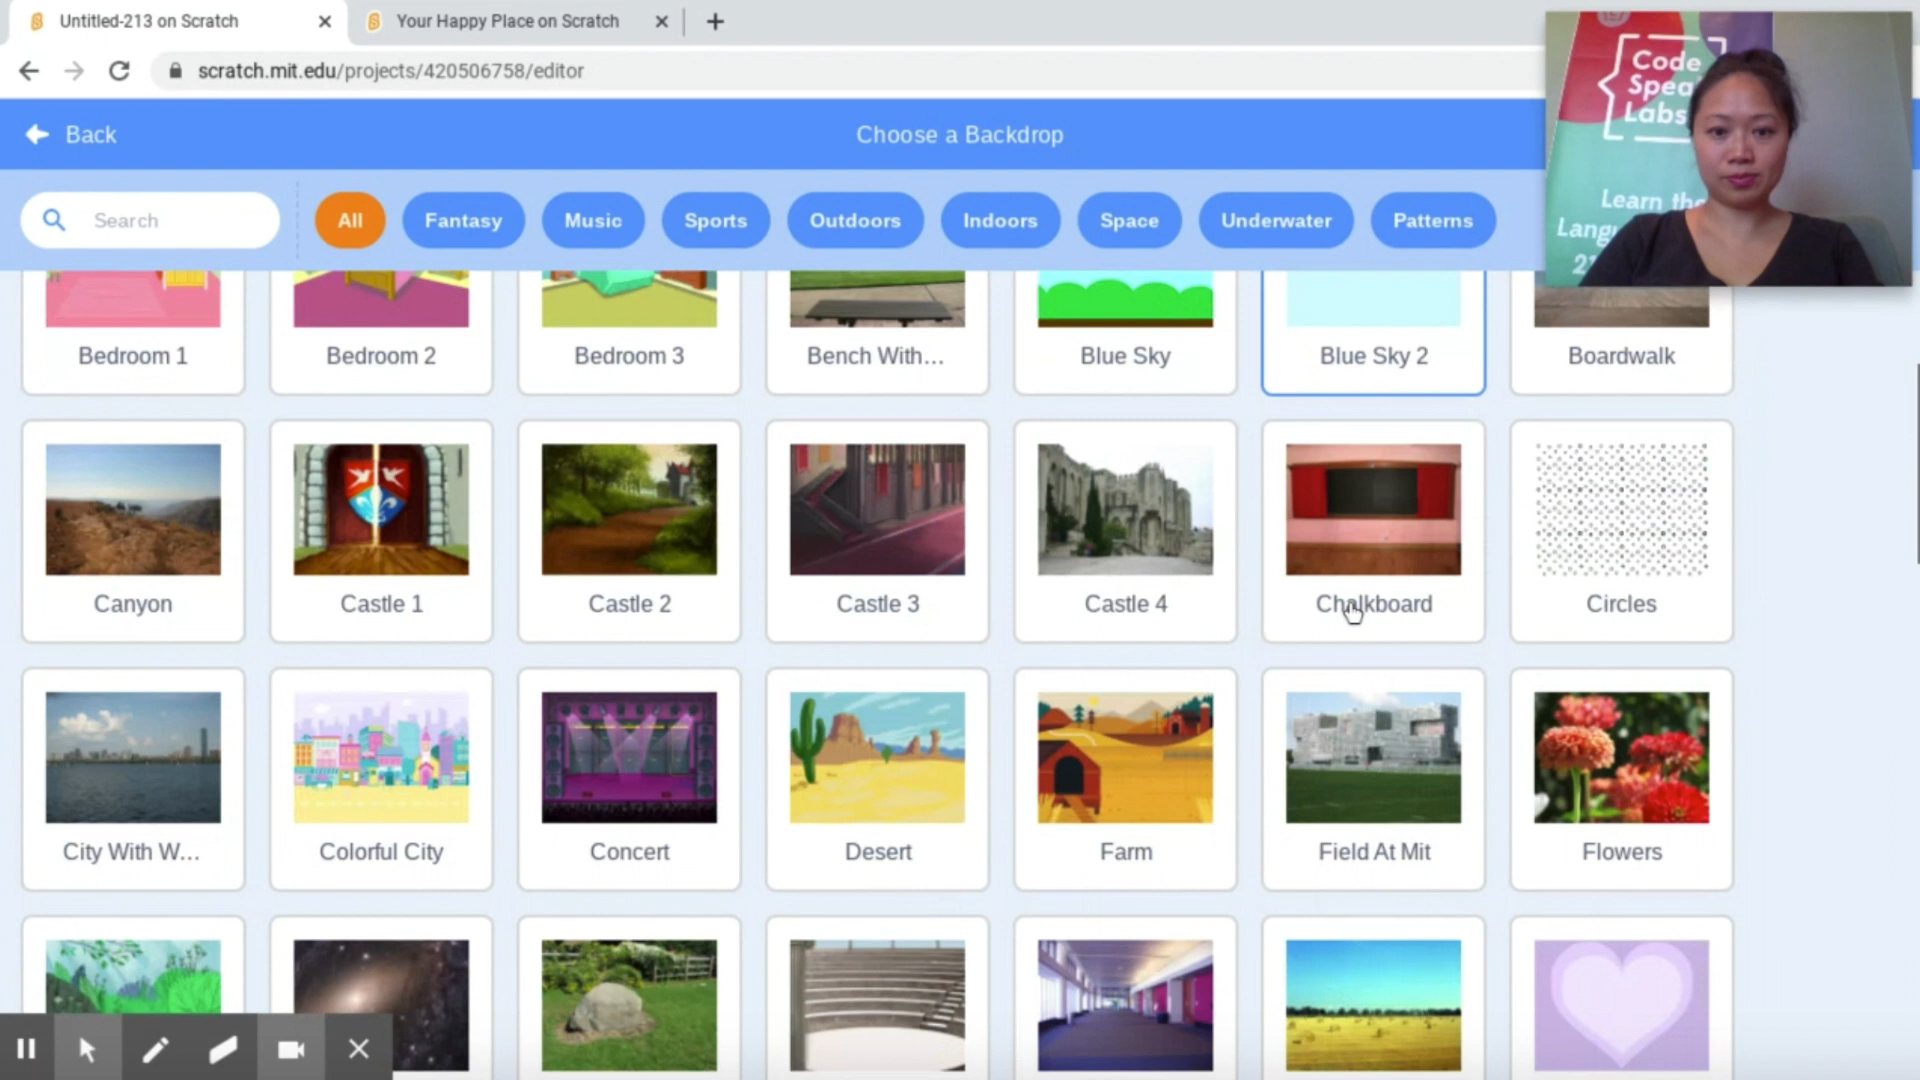 Untitled-213 on Scratch
Your Happy Place on Scratch
scratch.mit.edu/projects/420506758/editor
Back
Choose a Backdrop
Code
Labs
Learn the
Search
All
Fantasy
Music
Sports
Outdoors
Indoors
Space
Underwater
Patterns
Bedroom 1
Bedroom 2
Bedroom 3
Bench With...
Blue Sky
Blue Sky 2
Boardwalk
Canyon
Castle 1
Castle 2
Castle 3
Castle 4
Chalkboard
Circles
City With W...
Colorful City
Concert
Desert
Farm
Field At Mit
Flowers